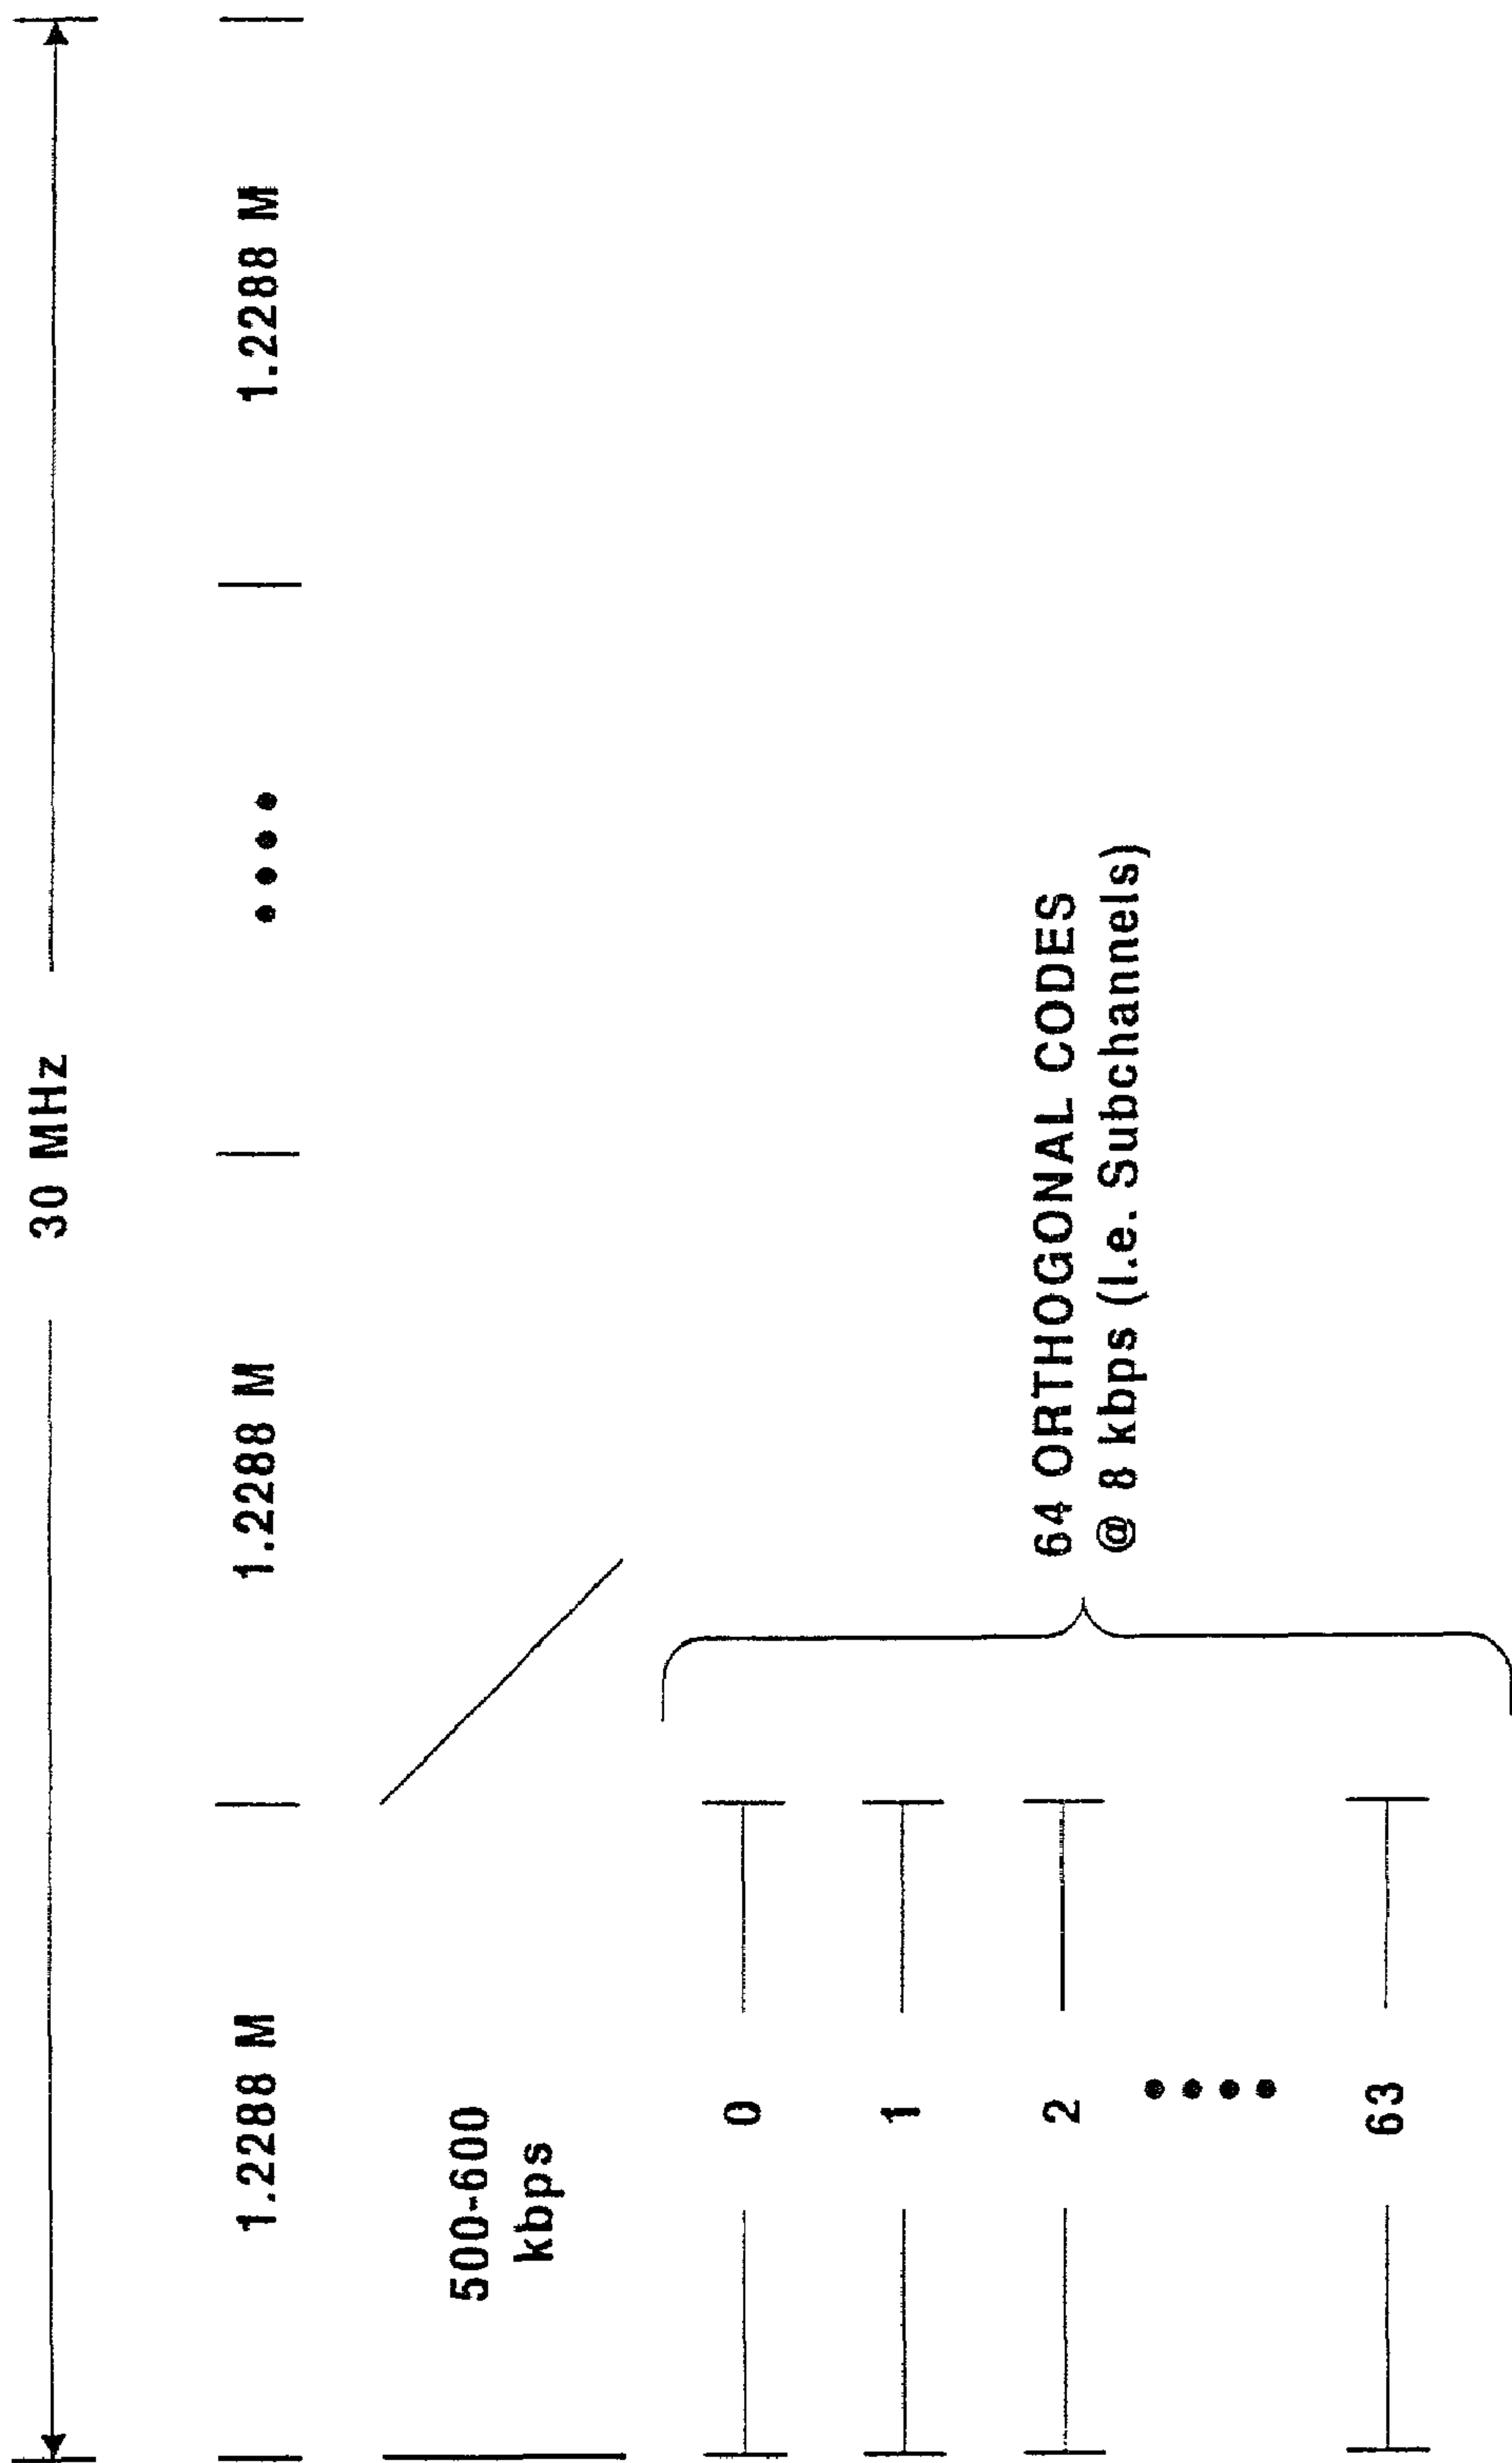 30 MHz
1.2288 M
1.2288 M
••••
1.2288 M
500-600
kbps
0
1
2
••••
63
64 ORTHOGONAL CODES
@ 8 kbps (I.e. Subchannels)